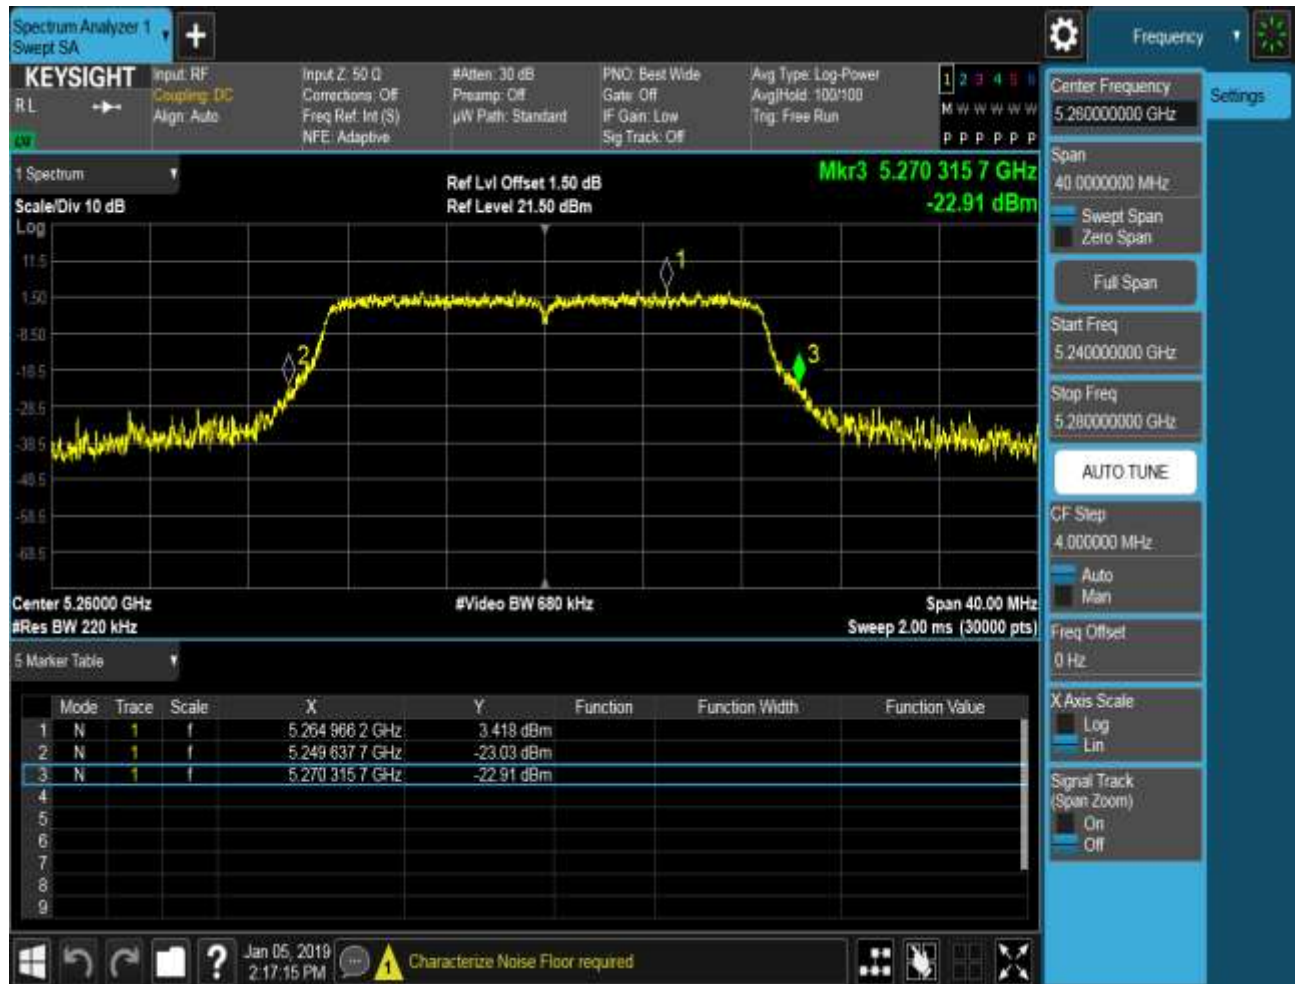 Spectrum Analyzer 1
Swept SA
Frequency
KEYSIGHT
RL
LXI
Input: RF
Coupling: DC
Align: Auto
Input Z: 50 Ω
Corrections: Off
Freq Ref: Int (S)
NFE: Adaptive
#Atten: 30 dB
Preamp: Off
µW Path: Standard
PNO: Best Wide
Gate: Off
IF Gain: Low
Sig Track: Off
Avg Type: Log-Power
Avg|Hold: 100/100
Trig: Free Run
1 2 3 4 5 6
M W W W W W
P P P P P P
1 Spectrum
Scale/Div 10 dB
Ref Lvl Offset 1.50 dB
Ref Level 21.50 dBm
Mkr3 5.270 315 7 GHz
-22.91 dBm
Log
11.5
1.50
-8.50
-18.5
-28.5
-38.5
-48.5
-58.5
-68.5
1
2
3
Center 5.26000 GHz
#Res BW 220 kHz
#Video BW 680 kHz
Span 40.00 MHz
Sweep 2.00 ms (30000 pts)
5 Marker Table
Mode Trace Scale X Y Function Function Width Function Value
1 N 1 f 5.264 966 2 GHz 3.418 dBm
2 N 1 f 5.249 637 7 GHz -23.03 dBm
3 N 1 f 5.270 315 7 GHz -22.91 dBm
4
5
6
7
8
9
Center Frequency
5.260000000 GHz
Settings
Span
40.0000000 MHz
Swept Span
Zero Span
Full Span
Start Freq
5.240000000 GHz
Stop Freq
5.280000000 GHz
AUTO TUNE
CF Step
4.000000 MHz
Auto
Man
Freq Offset
0 Hz
X Axis Scale
Log
Lin
Signal Track
(Span Zoom)
On
Off
Jan 05, 2019
2:17:15 PM
1
Characterize Noise Floor required